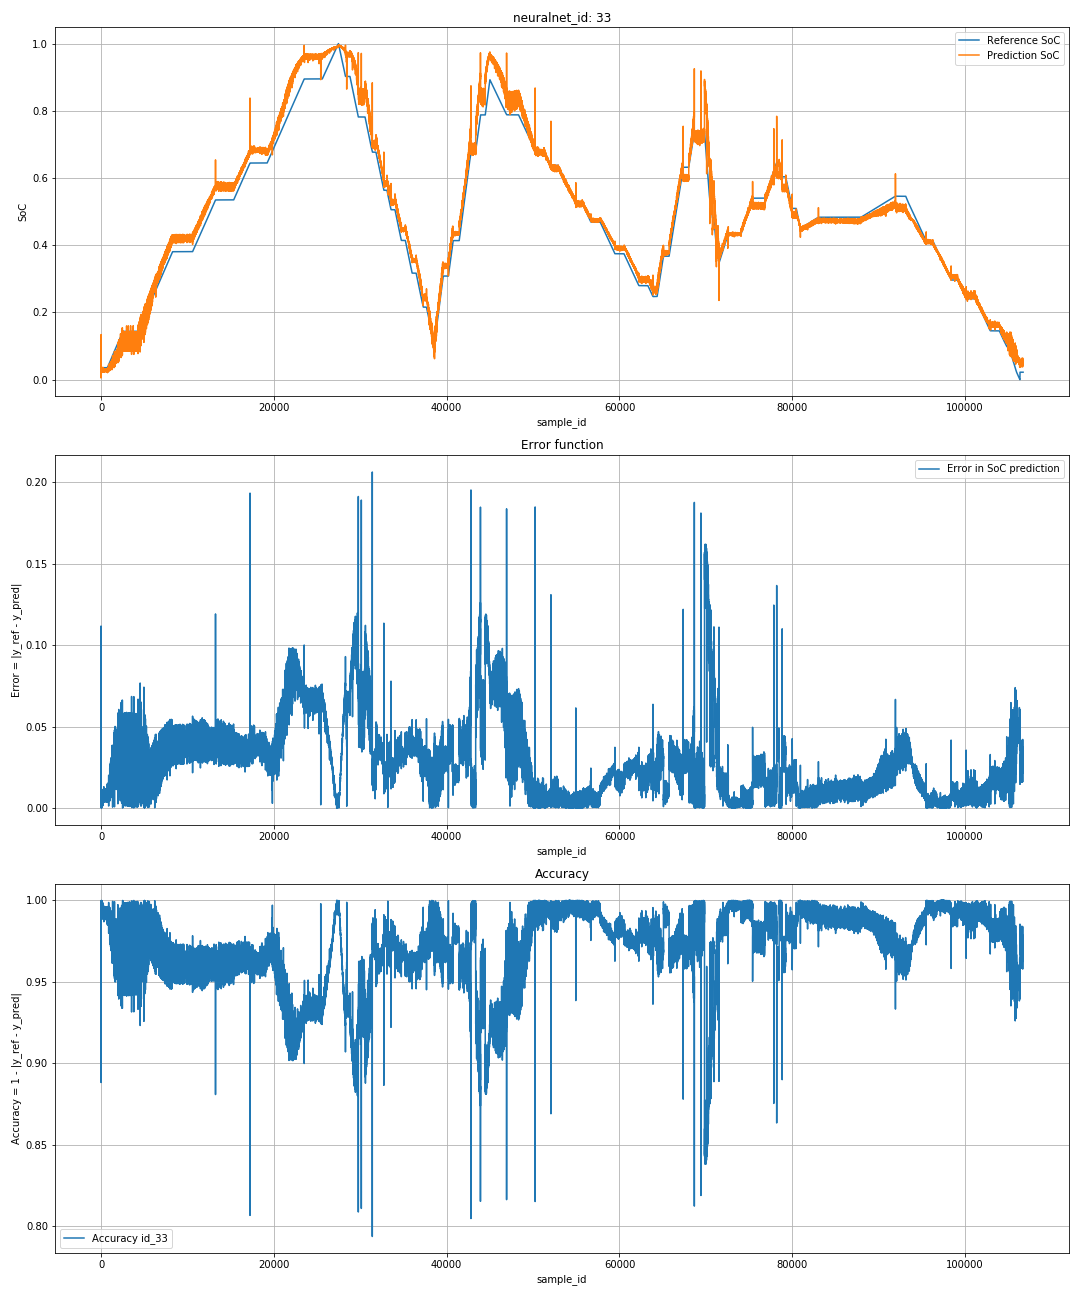 neuralnet_id: 33
Reference SoC
Prediction SoC
1.0
0.8
0.6
0.4
0.2
0.0
SoC
0 20000 40000 60000 80000 100000
sample_id
Error function
Error in SoC prediction
0.20
0.15
0.10
0.05
0.00
Error = |y_ref - y_pred|
0 20000 40000 60000 80000 100000
sample_id
Accuracy
1.00
0.95
0.90
0.85
0.80
Accuracy = 1 - |y_ref - y_pred|
Accuracy id_33
0 20000 40000 60000 80000 100000
sample_id